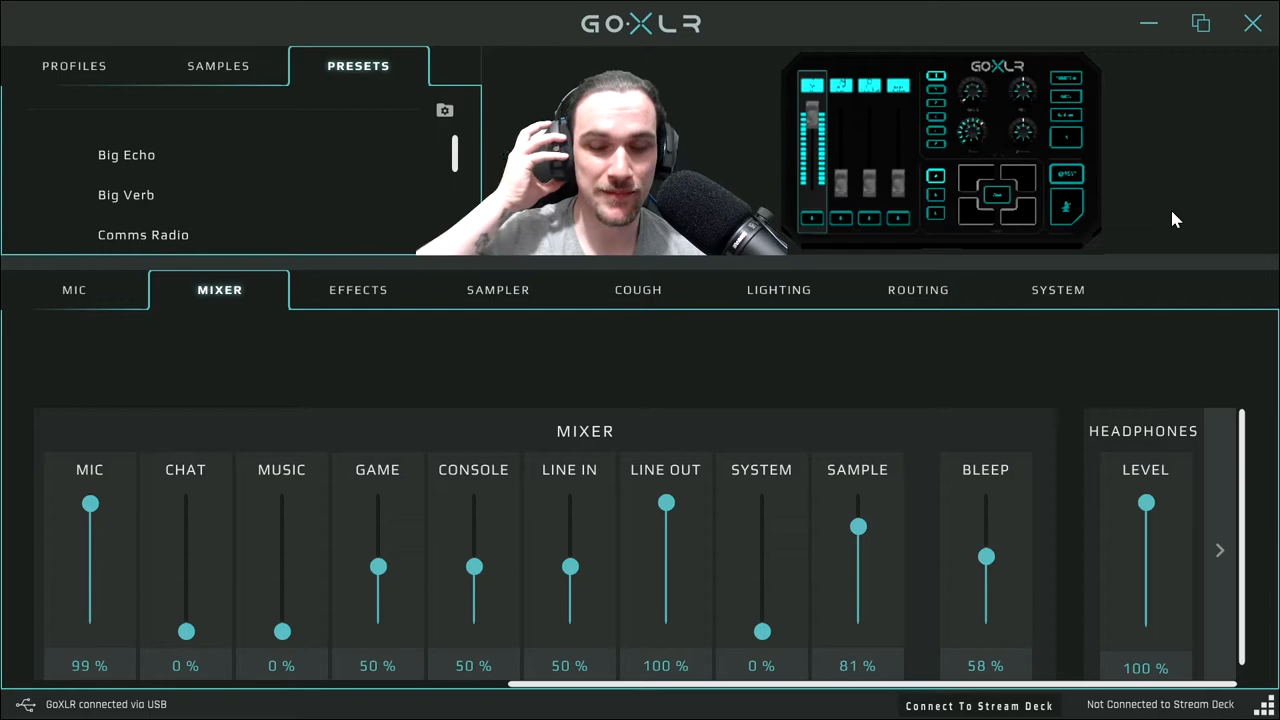 GO·XLR
PROFILES SAMPLES PRESETS
Big Echo
Big Verb
Comms Radio
GOXLR
MIC MIXER EFFECTS SAMPLER COUGH LIGHTING ROUTING SYSTEM
MIXER HEADPHONES
MIC CHAT MUSIC GAME CONSOLE LINE IN LINE OUT SYSTEM SAMPLE BLEEP LEVEL
99 % 0 % 0 % 50 % 50 % 50 % 100 % 0 % 81 % 58 % 100 %
GoXLR connected via USB Connect To Stream Deck Not Connected to Stream Deck